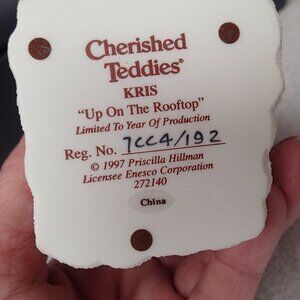 Cherished
Teddies®
KRIS
"Up On The Rooftop"
Limited To Year Of Production
Reg. No. 7CC4/192
© 1997 Priscilla Hillman
Licensee Enesco Corporation
272140
China